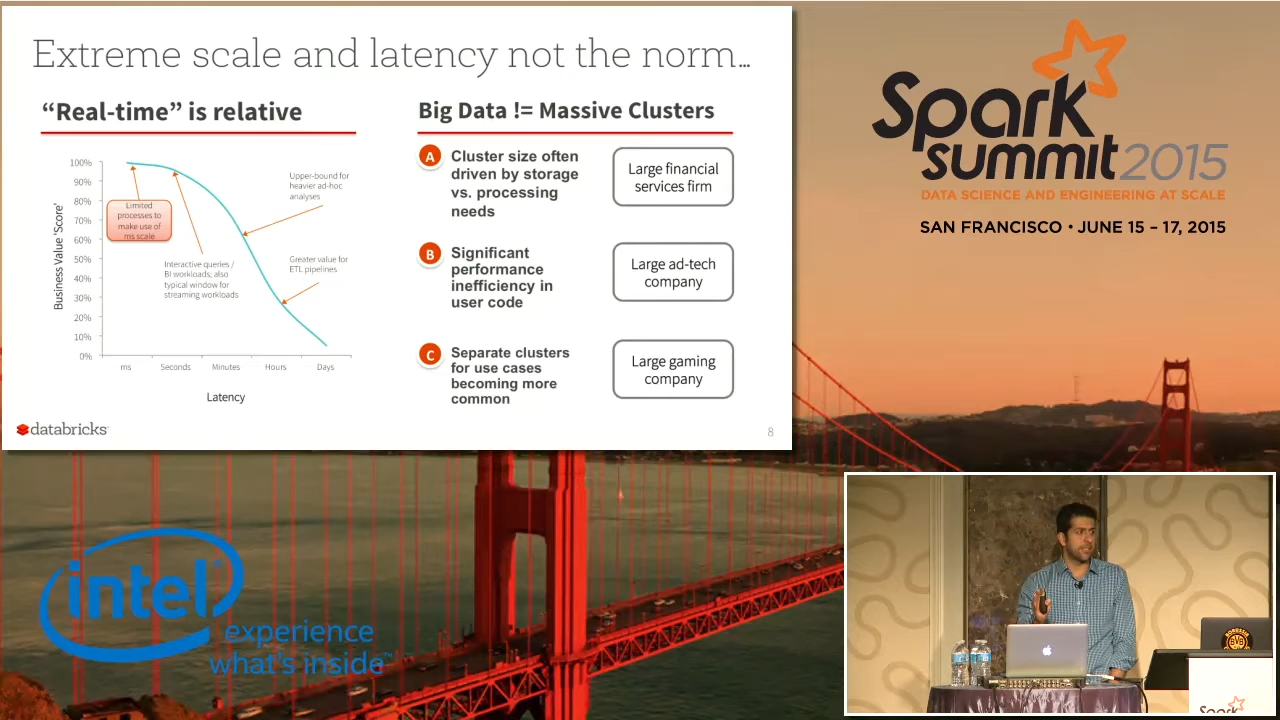 Extreme scale and latency not the norm...
“Real-time” is relative
100%
90%
80%
70%
60%
50%
40%
30%
20%
10%
0%
Business Value 'Score'
Limited
processes to
make use of
ms scale
Upper-bound for
heavier ad-hoc
analyses
Interactive queries /
BI workloads; also
typical window for
streaming workloads
Greater value for
ETL pipelines
ms
Seconds
Minutes
Hours
Days
Latency
Big Data != Massive Clusters
A
Cluster size often
driven by storage
vs. processing
needs
Large financial
services firm
B
Significant
performance
inefficiency in
user code
Large ad-tech
company
C
Separate clusters
for use cases
becoming more
common
Large gaming
company
databricks
8
Spark
summit 2015
DATA SCIENCE AND ENGINEERING AT SCALE
SAN FRANCISCO • JUNE 15 – 17, 2015
intel®
experience
what's inside™
Spark